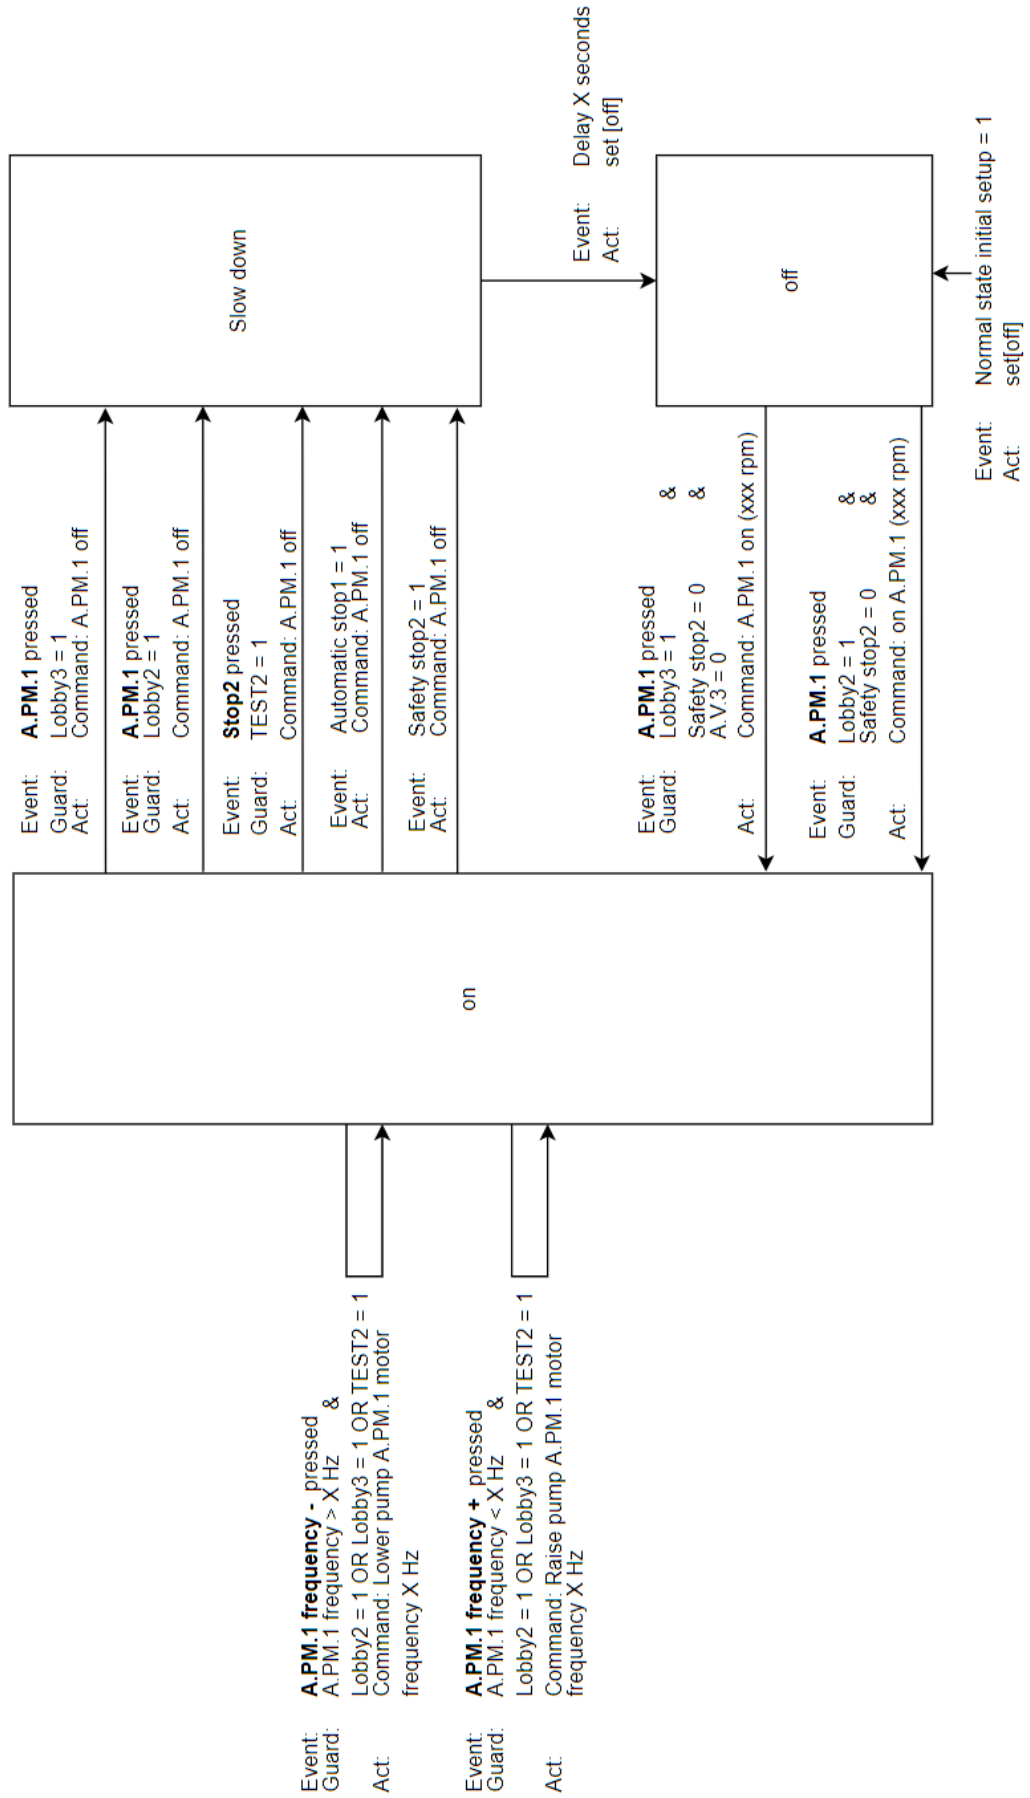 Event: A.PM.1 pressed
Guard: Lobby3 = 1
Act: Command: A.PM.1 off
Event: A.PM.1 pressed
Guard: Lobby2 = 1
Act: Command: A.PM.1 off
Event: Stop2 pressed
Guard: TEST2 = 1
Act: Command: A.PM.1 off
Event: Automatic stop1 = 1
Act: Command: A.PM.1 off
Event: Safety stop2 = 1
Act: Command: A.PM.1 off
Slow down
on
Event: A.PM.1 frequency - pressed
Guard: A.PM.1 frequency > X Hz &
Lobby2 = 1 OR Lobby3 = 1 OR TEST2 = 1
Act: Command: Lower pump A.PM.1 motor
frequency X Hz
Event: A.PM.1 frequency + pressed
Guard: A.PM.1 frequency < X Hz &
Lobby2 = 1 OR Lobby3 = 1 OR TEST2 = 1
Act: Command: Raise pump A.PM.1 motor
frequency X Hz
Event: Delay X seconds
Act: set [off]
off
Event: A.PM.1 pressed
Guard: Lobby3 = 1 &
Safety stop2 = 0 &
A.V.3 = 0
Act: Command: A.PM.1 on (xxx rpm)
Event: A.PM.1 pressed
Guard: Lobby2 = 1 &
Safety stop2 = 0 &
Act: Command: on A.PM.1 (xxx rpm)
Event: Normal state initial setup = 1
Act: set[off]